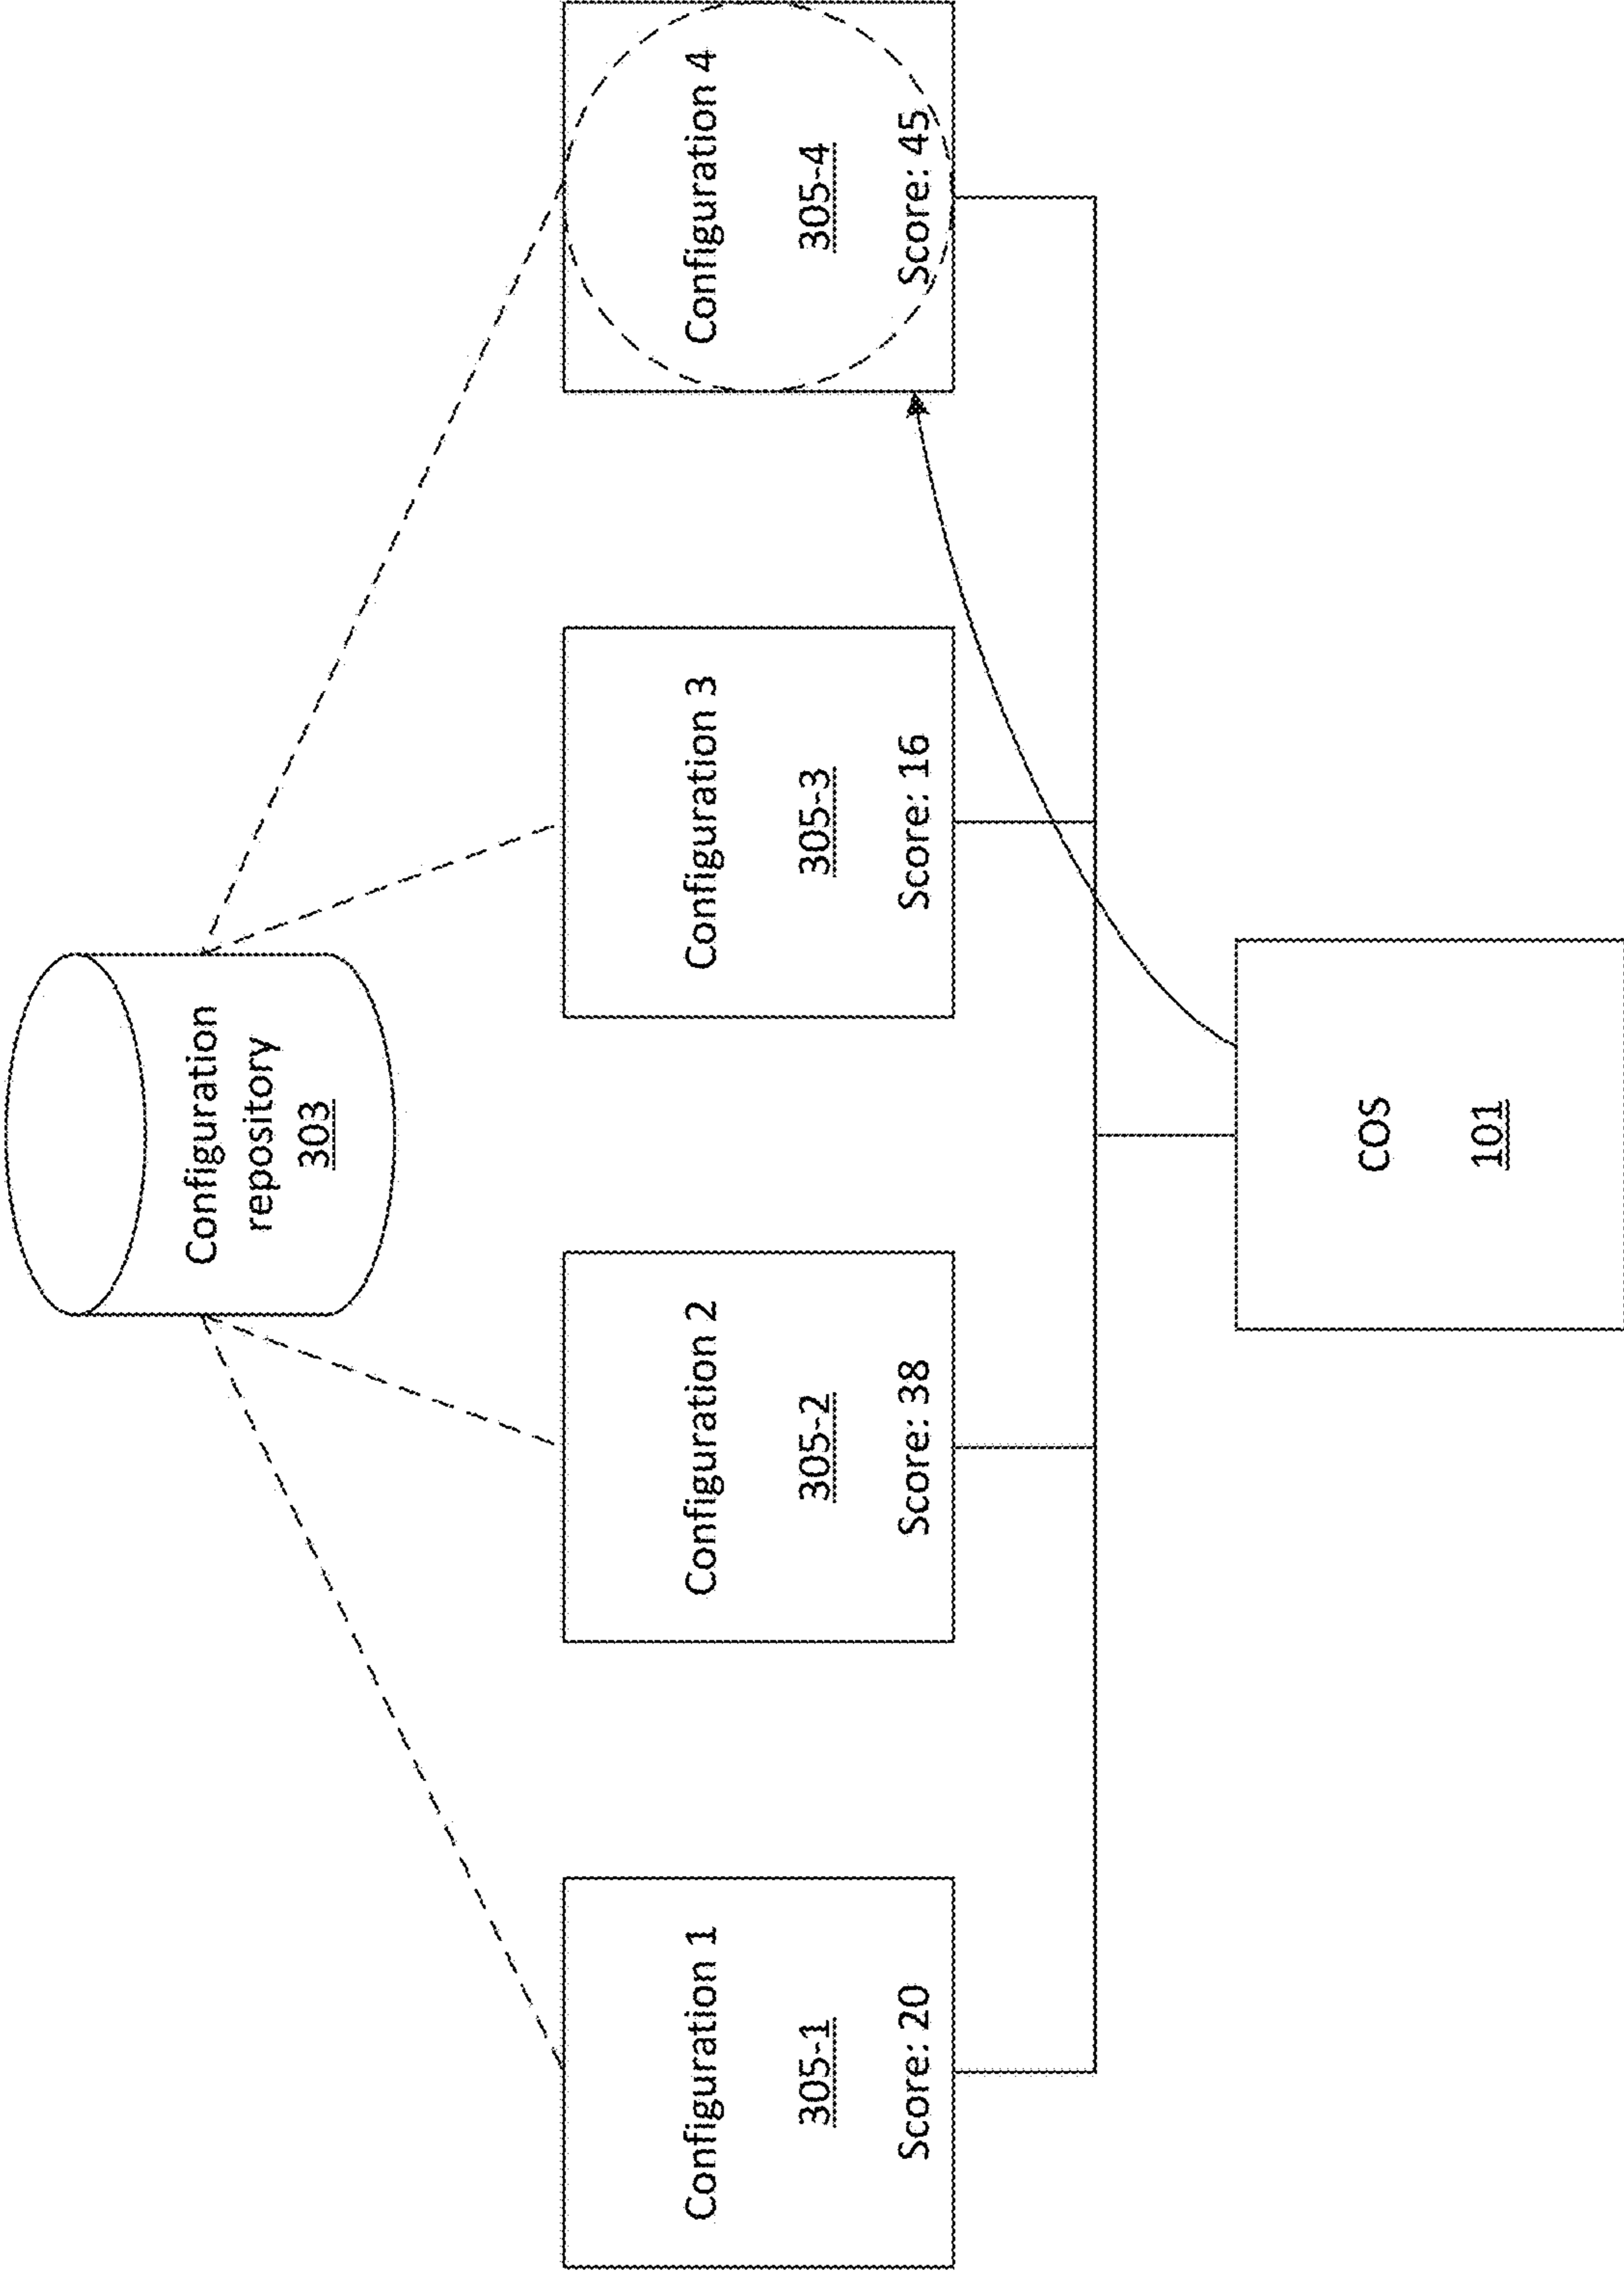 Configuration
repository
303
Configuration 1
305-1
Score: 20
Configuration 2
305-2
Score: 38
Configuration 3
305-3
Score: 16
Configuration 4
305-4
Score: 45
COS
101